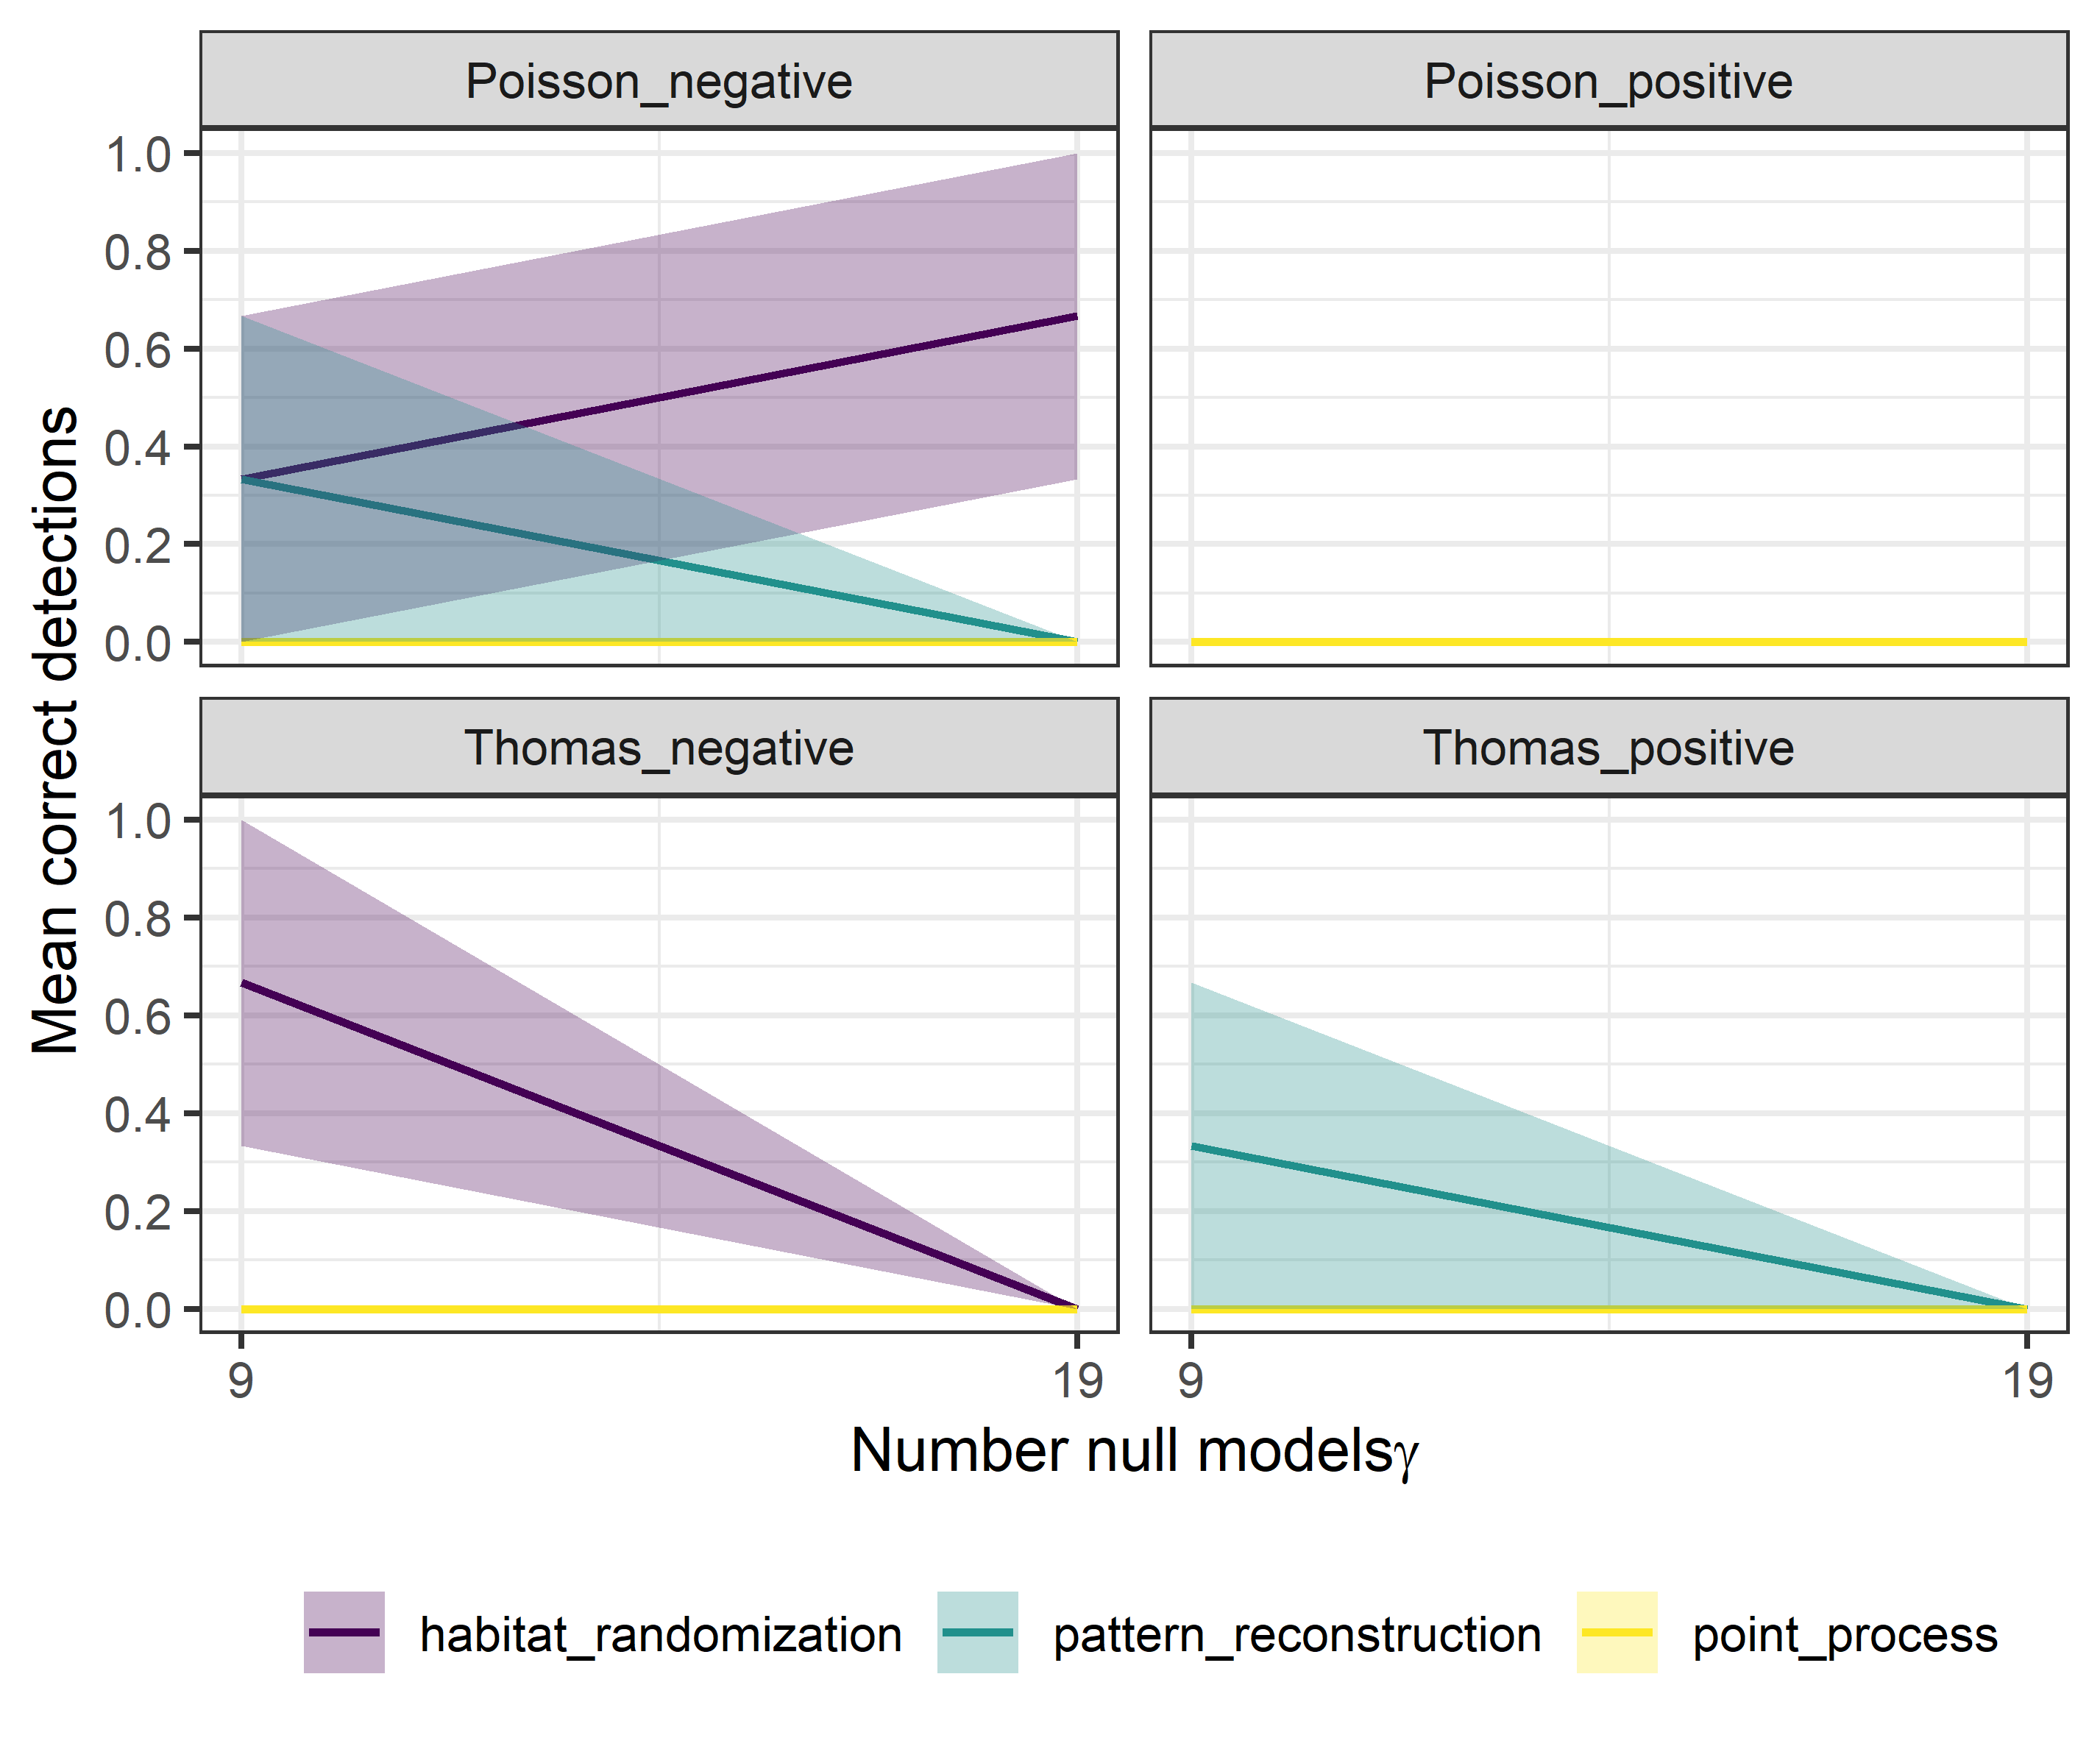 Poisson_negative
Poisson_positive
1.0
0.8
0.6
0.4
0.2
0.0
Thomas_negative
Thomas_positive
1.0
0.8
0.6
0.4
0.2
0.0
9
19
9
19
Mean correct detections
Number null modelsγ
habitat_randomization
pattern_reconstruction
point_process